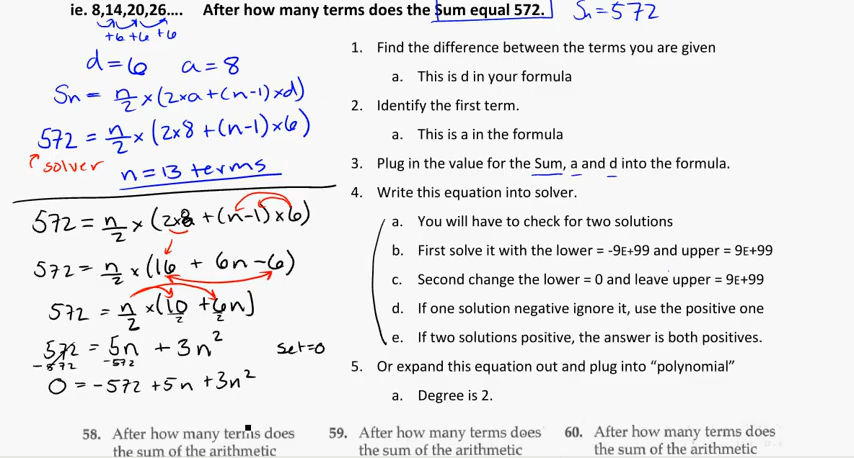 ie. 8,14,20,26.... After how many terms does the Sum equal 572. Sn = 572
+6 +6 +6
d = 6 a = 8
Sn = n/2 × (2×a + (n-1)×d)
572 = n/2 × (2×8 + (n-1)×6)
solver
n = 13 terms
572 = n/2 × (2×8 + (n-1)×6)
572 = n/2 × (16 + 6n - 6)
572 = n/2 × (10/2 + 6n/2]
572 = 5n + 3n² set = 0
-572 -572
0 = -572 + 5n + 3n²
1. Find the difference between the terms you are given
a. This is d in your formula
2. Identify the first term.
a. This is a in the formula
3. Plug in the value for the Sum, a and d into the formula.
4. Write this equation into solver.
a. You will have to check for two solutions
b. First solve it with the lower = -9E+99 and upper = 9E+99
c. Second change the lower = 0 and leave upper = 9E+99
d. If one solution negative ignore it, use the positive one
e. If two solutions positive, the answer is both positives.
5. Or expand this equation out and plug into “polynomial”
a. Degree is 2.
58. After how many terms does
the sum of the arithmetic
59. After how many terms does
the sum of the arithmetic
60. After how many terms does
the sum of the arithmetic